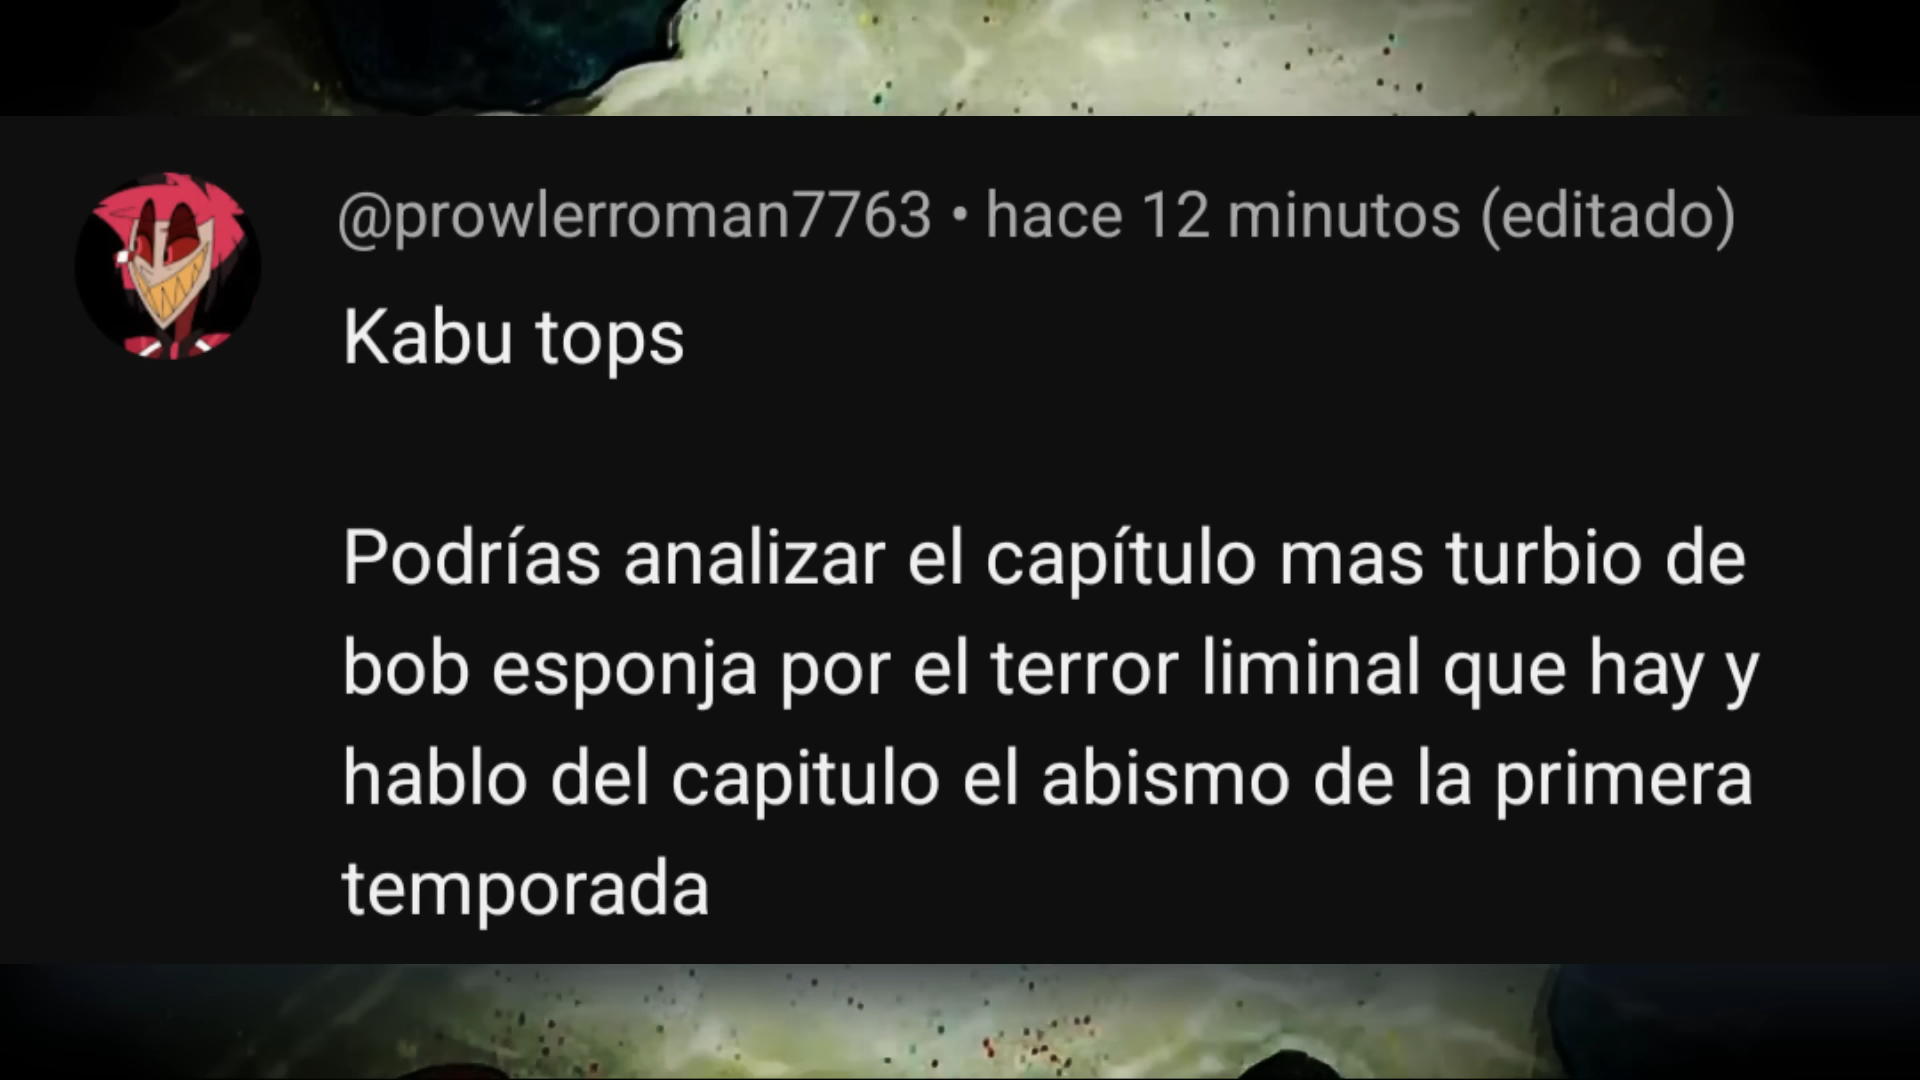 @prowlerroman7763 • hace 12 minutos (editado)
Kabu tops
Podrías analizar el capítulo mas turbio de
bob esponja por el terror liminal que hay y
hablo del capitulo el abismo de la primera
temporada